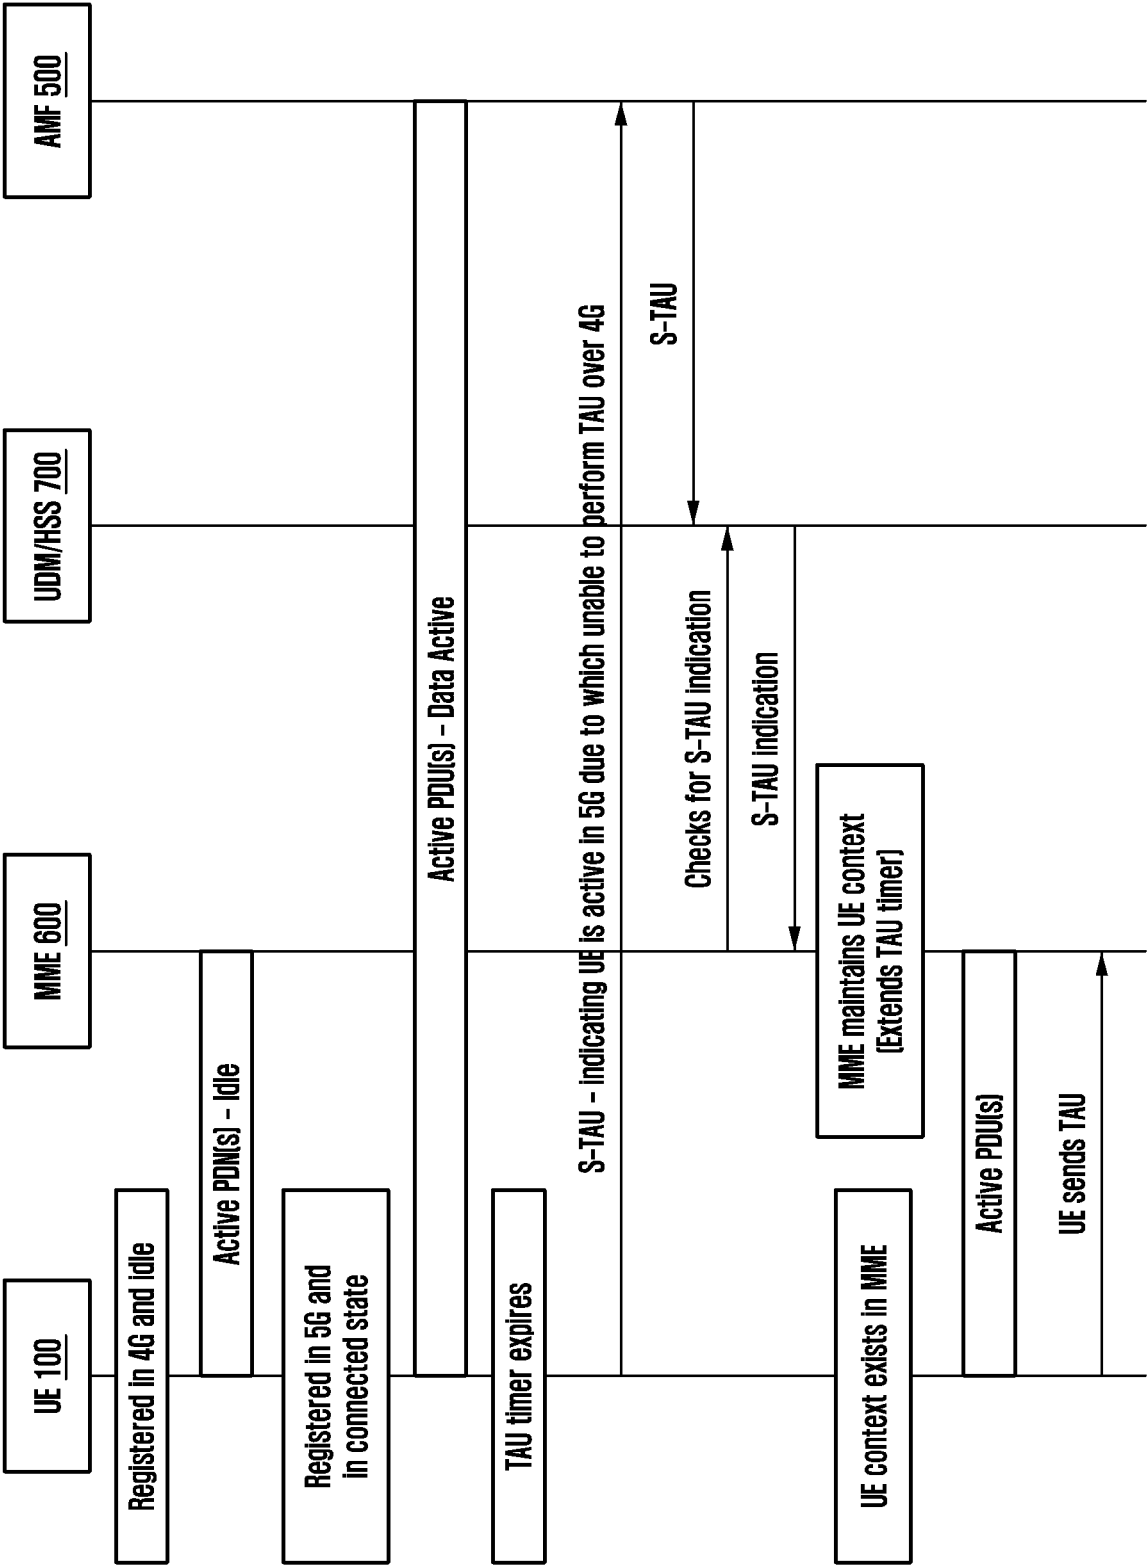 UE 100
MME 600
UDM/HSS 700
AMF 500
Registered in 4G and idle
Active PDN(s) - Idle
Registered in 5G and
in connected state
Active PDU(s) - Data Active
TAU timer expires
S-TAU - indicating UE is active in 5G due to which unable to perform TAU over 4G
S-TAU
Checks for S-TAU indication
S-TAU indication
MME maintains UE context
(Extends TAU timer)
UE context exists in MME
Active PDU(s)
UE sends TAU